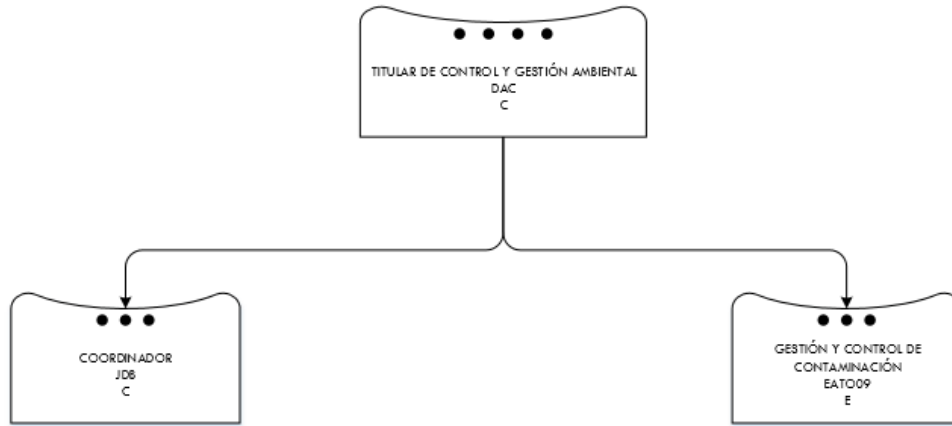 TITULAR DE CONTROL Y GESTIÓN AMBIENTAL
DAC
C
COORDINADOR
JDB
C
GESTIÓN Y CONTROL DE
CONTAMINACIÓN
EATO09
E